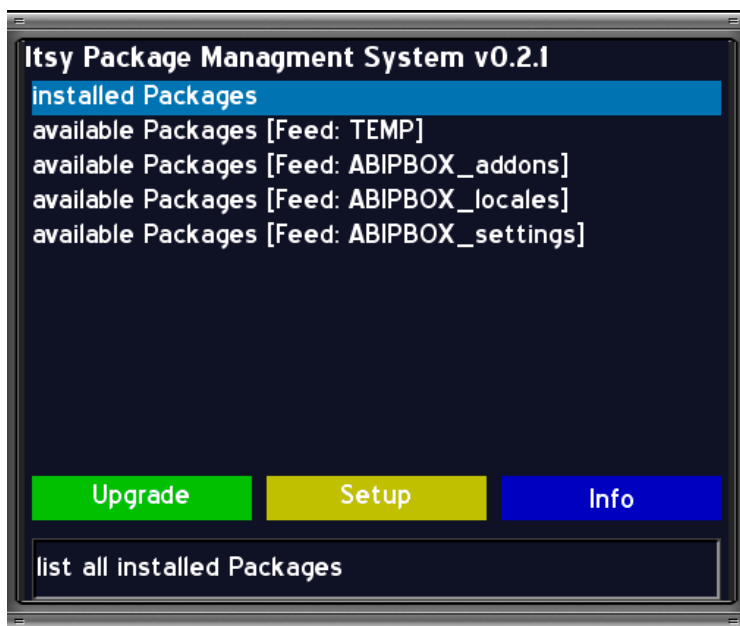 Itsy Package Managment System v0.2.1
installed Packages
available Packages [Feed: TEMP]
available Packages [Feed: ABIPBOX_addons]
available Packages [Feed: ABIPBOX_locales]
available Packages [Feed: ABIPBOX_settings]
Upgrade Setup Info
list all installed Packages